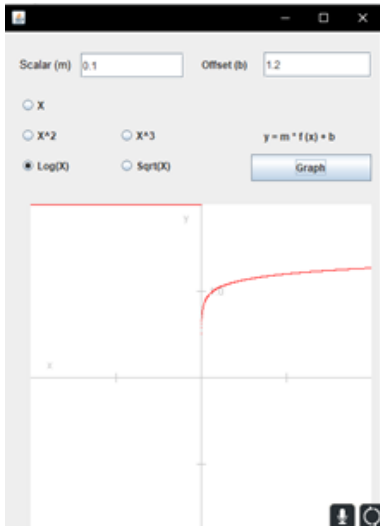 Scalar (m) 0.1 Offset (b) 1.2
X
X^2 X^3 y = m * f (x) + b
Log(X) Sqrt(X) Graph
Y
X